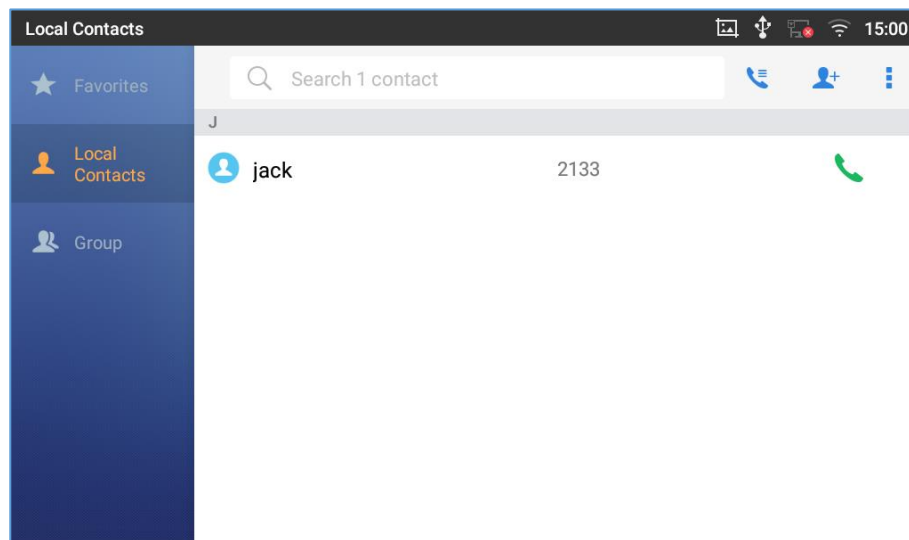 Local Contacts
15:00
Favorites
Search 1 contact
J
Local
Contacts
jack
2133
Group